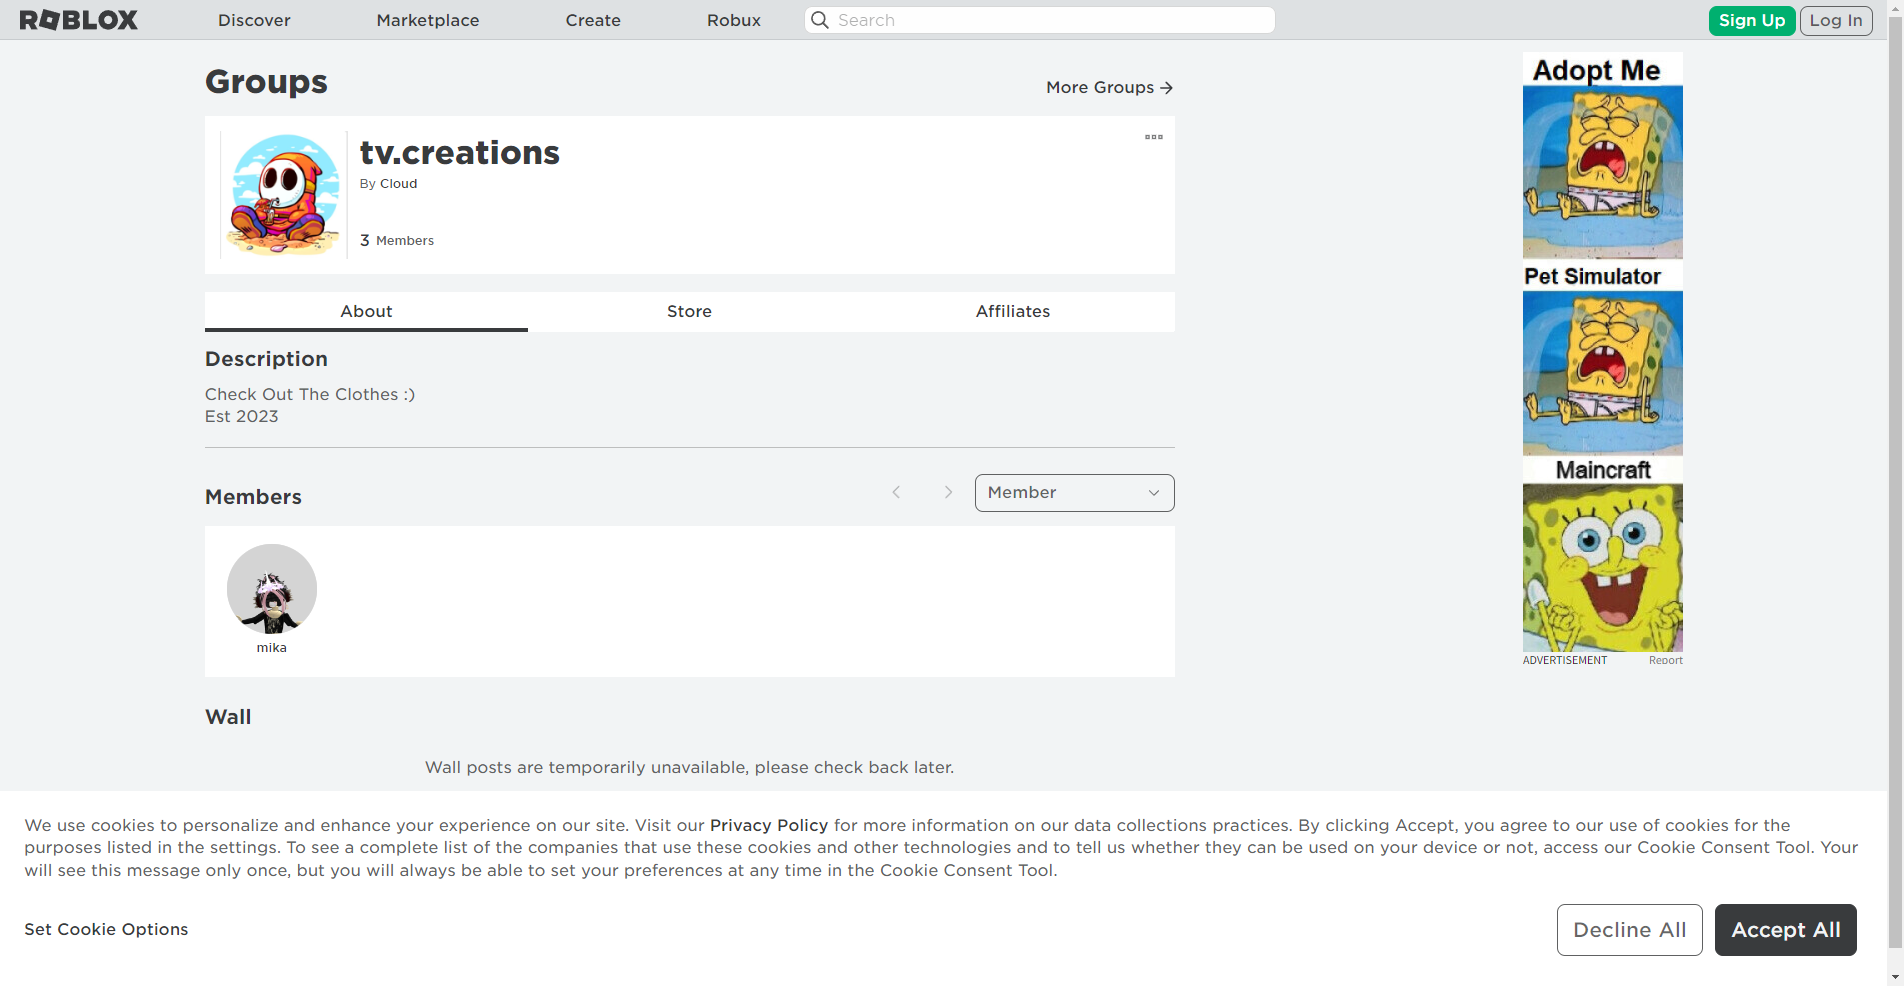 ROBLOX
Discover
Marketplace
Create
Robux
Search
Sign Up
Log In
Groups
More Groups
tv.creations
By Cloud
3 Members
About
Store
Affiliates
Description
Check Out The Clothes :)
Est 2023
Members
Member
mika
Wall
Wall posts are temporarily unavailable, please check back later.
Adopt Me
Pet Simulator
Maincraft
ADVERTISEMENT
Report
We use cookies to personalize and enhance your experience on our site. Visit our Privacy Policy for more information on our data collections practices. By clicking Accept, you agree to our use of cookies for the
purposes listed in the settings. To see a complete list of the companies that use these cookies and other technologies and to tell us whether they can be used on your device or not, access our Cookie Consent Tool. Your
will see this message only once, but you will always be able to set your preferences at any time in the Cookie Consent Tool.
Set Cookie Options
Decline All
Accept All